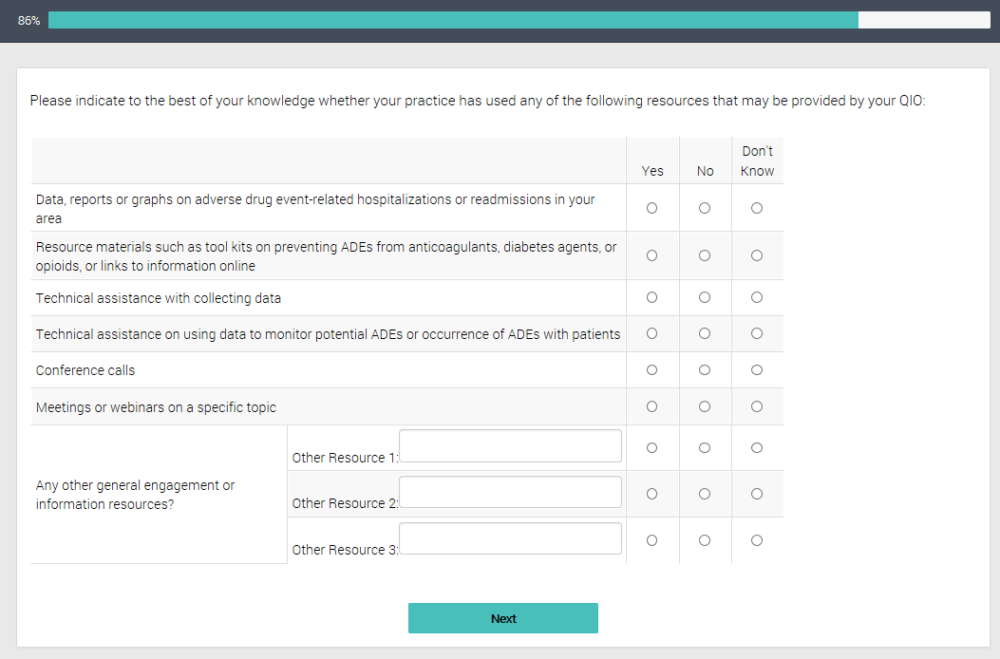 86%
Please indicate to the best of your knowledge whether your practice has used any of the following resources that may be provided by your QIO:
Yes No Don't Know
Data, reports or graphs on adverse drug event-related hospitalizations or readmissions in your
area
Resource materials such as tool kits on preventing ADEs from anticoagulants, diabetes agents, or
opioids, or links to information online
Technical assistance with collecting data
Technical assistance on using data to monitor potential ADEs or occurrence of ADEs with patients
Conference calls
Meetings or webinars on a specific topic
Any other general engagement or
information resources?
Other Resource 1:
Other Resource 2:
Other Resource 3:
Next